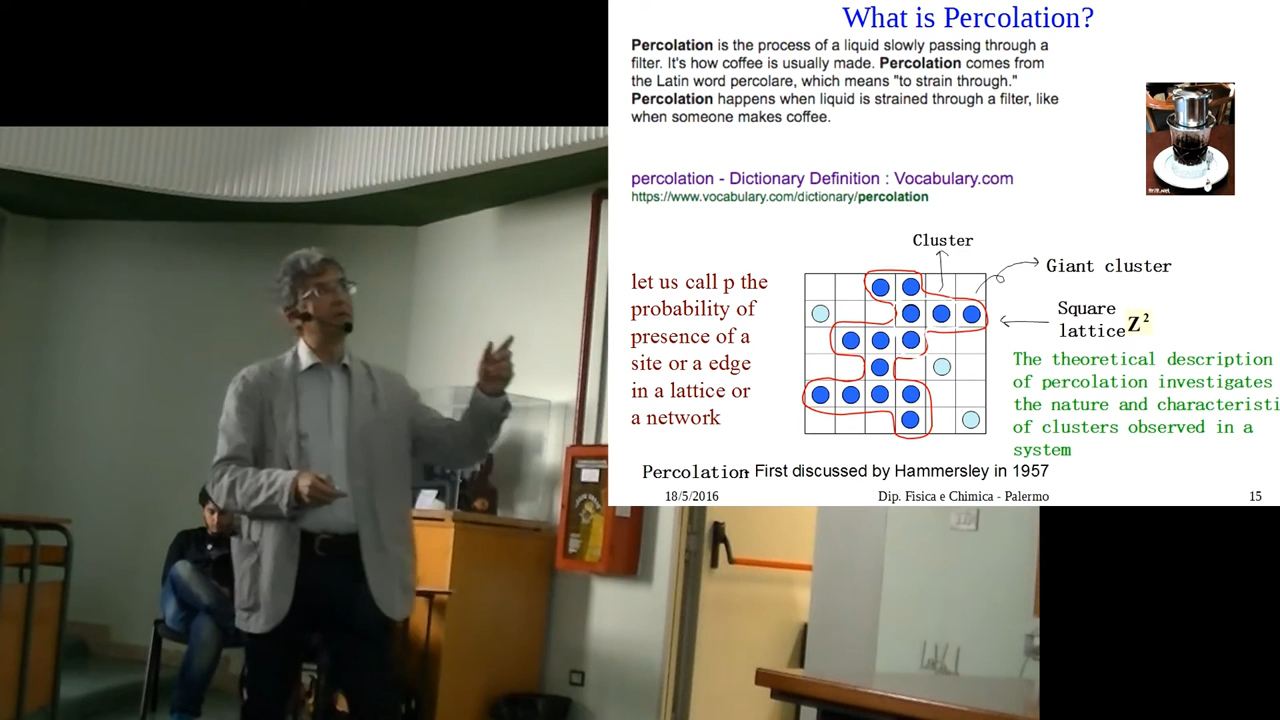 What is Percolation?
Percolation is the process of a liquid slowly passing through a
filter. It's how coffee is usually made. Percolation comes from
the Latin word percolare, which means "to strain through."
Percolation happens when liquid is strained through a filter, like
when someone makes coffee.
percolation - Dictionary Definition : Vocabulary.com
https://www.vocabulary.com/dictionary/percolation
let us call p the
probability of
presence of a
site or a edge
in a lattice or
a network
Cluster
Giant cluster
Square
lattice Z²
The theoretical description
of percolation investigates
the nature and characteristi
of clusters observed in a
system
Percolation - First discussed by Hammersley in 1957
18/5/2016
Dip. Fisica e Chimica - Palermo
15